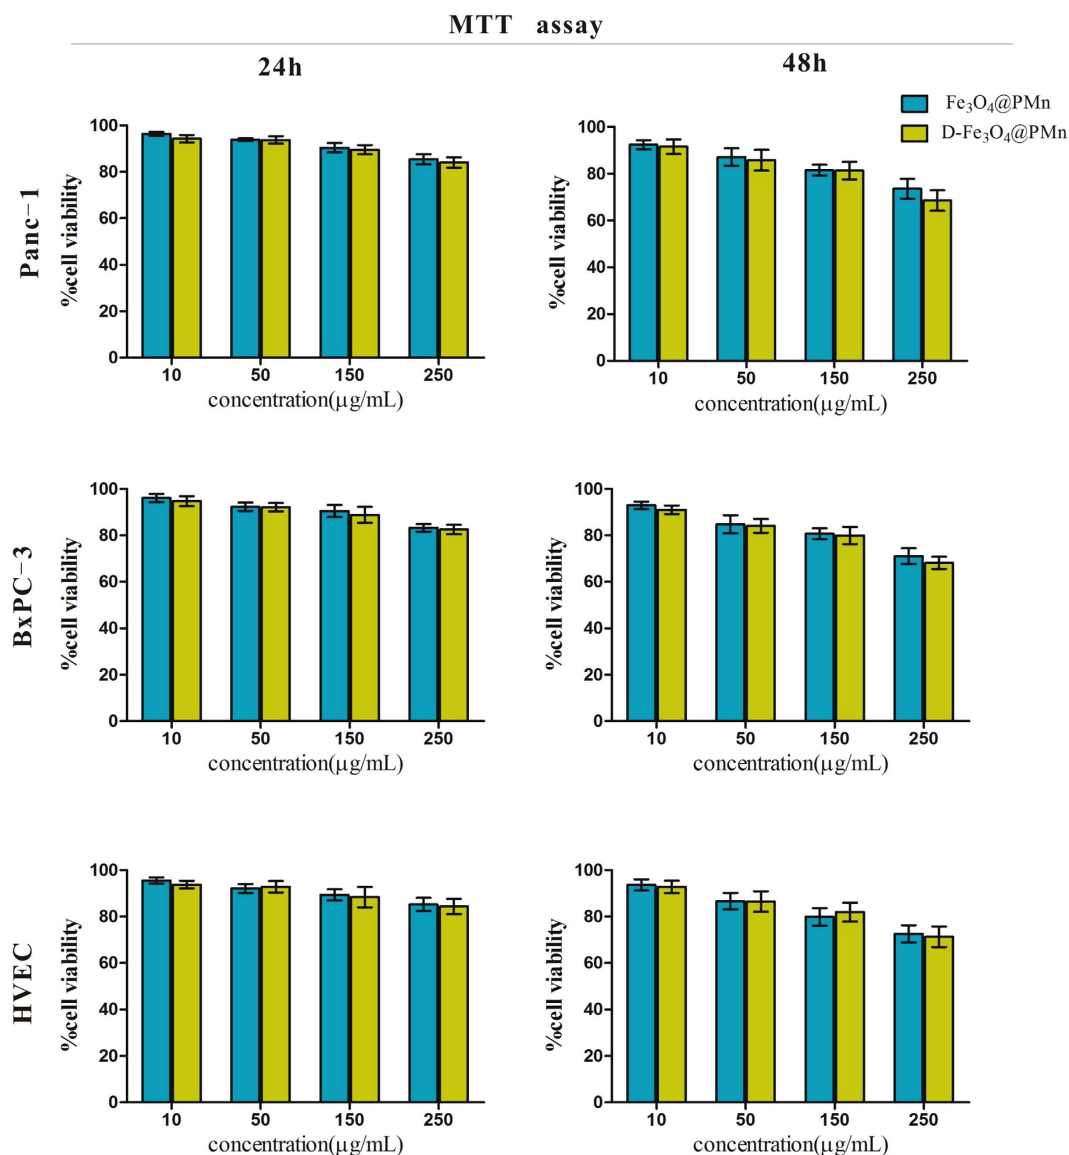 MTT assay
24h
48h
Fe₃O₄@PMn
D-Fe₃O₄@PMn
Panc-1
%cell viability
100
80
60
40
20
0
10 50 150 250
concentration(μg/mL)
%cell viability
100
80
60
40
20
0
10 50 150 250
concentration(μg/mL)
BxPC-3
%cell viability
100
80
60
40
20
0
10 50 150 250
concentration(μg/mL)
%cell viability
100
80
60
40
20
0
10 50 150 250
concentration(μg/mL)
HVEC
%cell viability
100
80
60
40
20
0
10 50 150 250
concentration(μg/mL)
%cell viability
100
80
60
40
20
0
10 50 150 250
concentration(μg/mL)